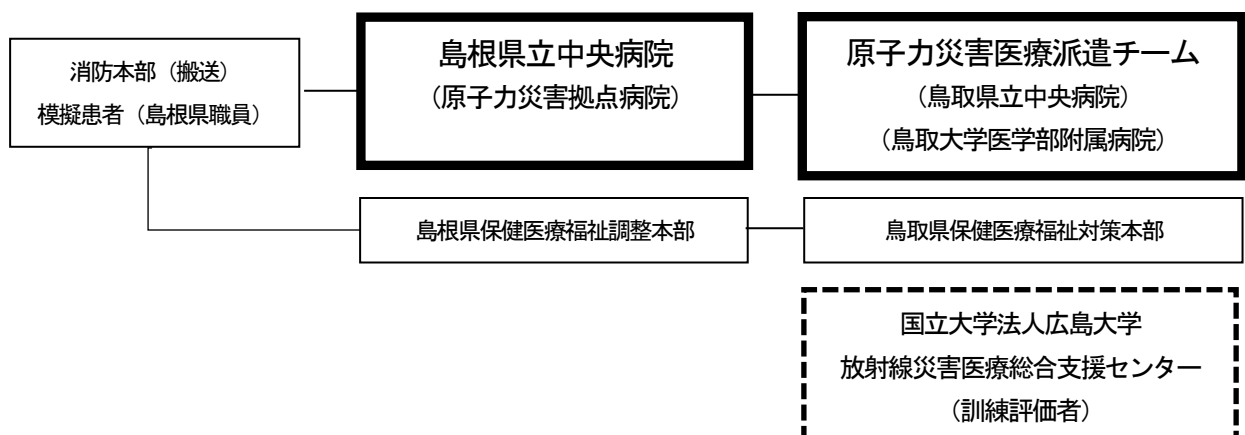 消防本部（搬送）
模擬患者（島根県職員）
島根県立中央病院
（原子力災害拠点病院）
原子力災害医療派遣チーム
（鳥取県立中央病院）
（鳥取大学医学部附属病院）
島根県保健医療福祉調整本部
鳥取県保健医療福祉対策本部
国立大学法人広島大学
放射線災害医療総合支援センター
（訓練評価者）